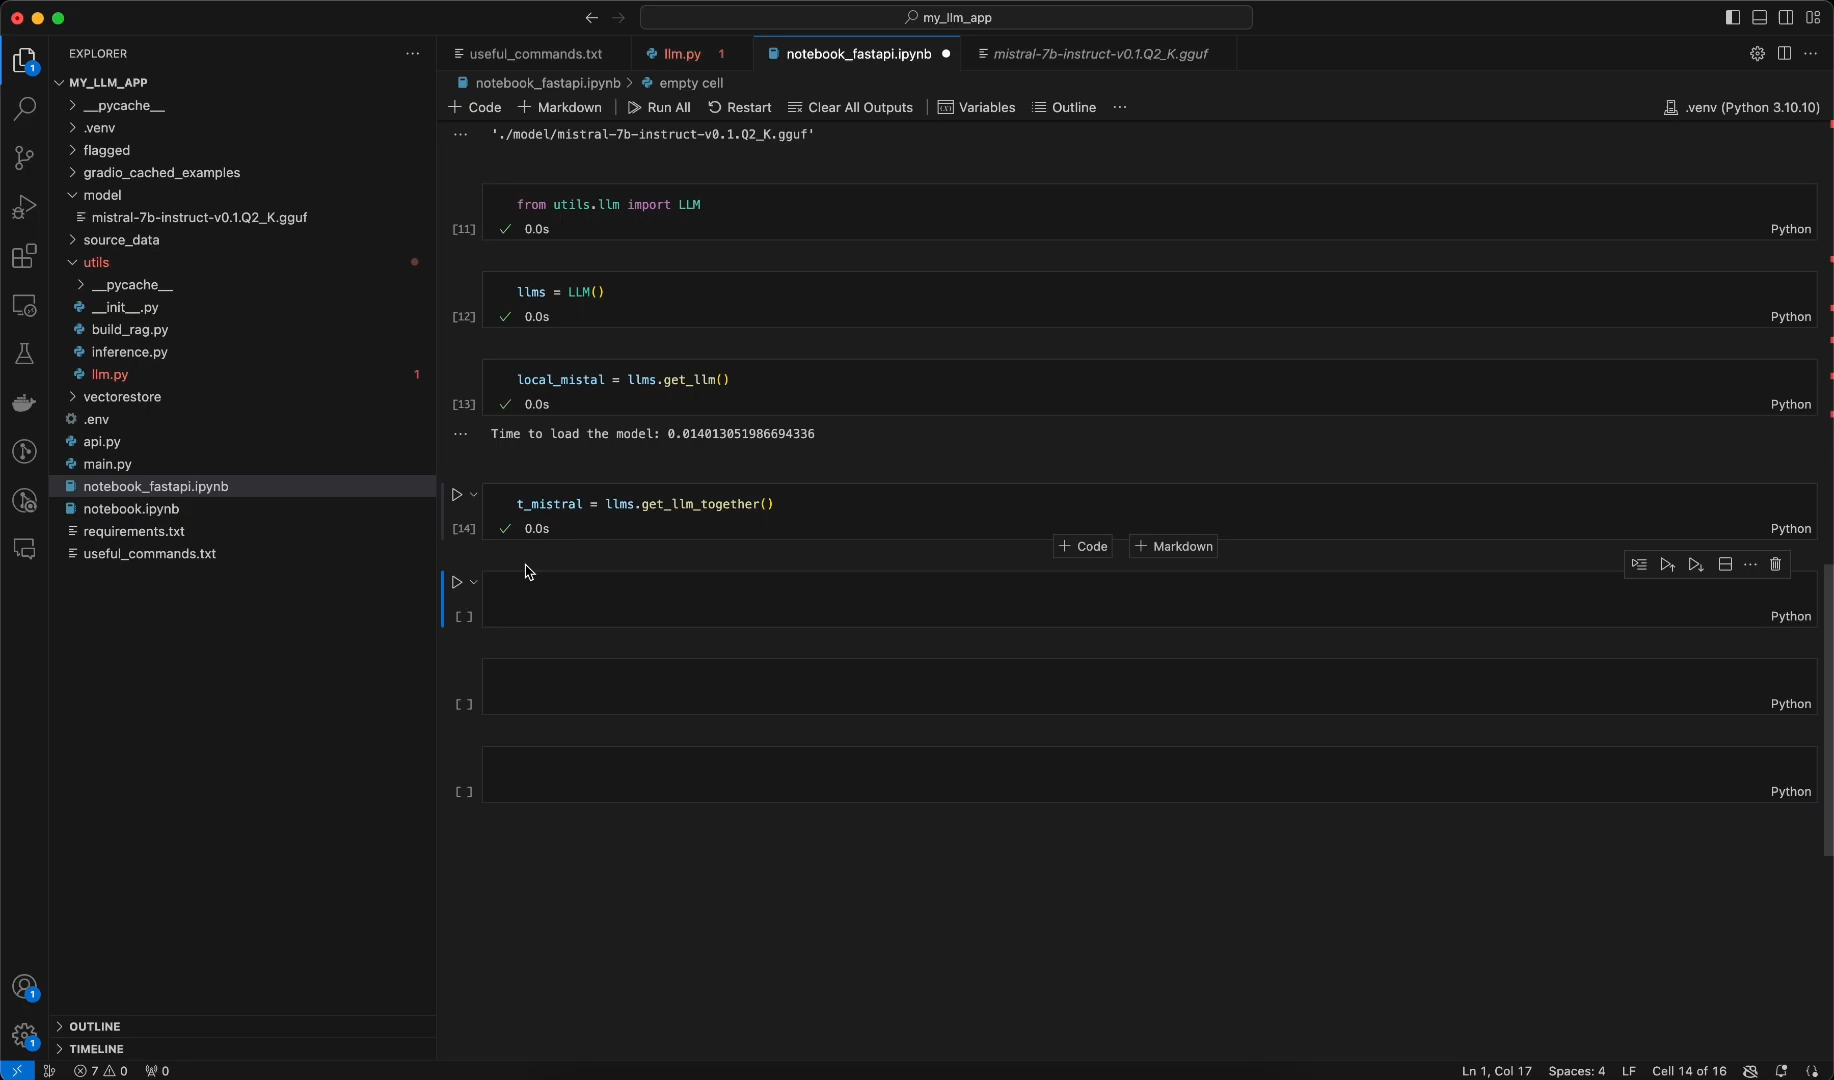 my_llm_app
EXPLORER
MY_LLM_APP
__pycache__
.venv
flagged
gradio_cached_examples
model
mistral-7b-instruct-v0.1.Q2_K.gguf
source_data
utils
__pycache__
__init__.py
build_rag.py
inference.py
llm.py 1
vectorestore
.env
api.py
main.py
notebook_fastapi.ipynb
notebook.ipynb
requirements.txt
useful_commands.txt
OUTLINE
TIMELINE
1
1
1
useful_commands.txt llm.py 1 notebook_fastapi.ipynb mistral-7b-instruct-v0.1.Q2_K.gguf
notebook_fastapi.ipynb > empty cell
+ Code + Markdown Run All Restart Clear All Outputs Variables Outline ... .venv (Python 3.10.10)
... './model/mistral-7b-instruct-v0.1.Q2_K.gguf'
from utils.llm import LLM
[11] 0.0s Python
llms = LLM()
[12] 0.0s Python
local_mistal = llms.get_llm()
[13] 0.0s Python
... Time to load the model: 0.014013051986694336
t_mistral = llms.get_llm_together()
[14] 0.0s Python
+ Code + Markdown
[ ] Python
[ ] Python
[ ] Python
7 0 0 Ln 1, Col 17 Spaces: 4 LF Cell 14 of 16